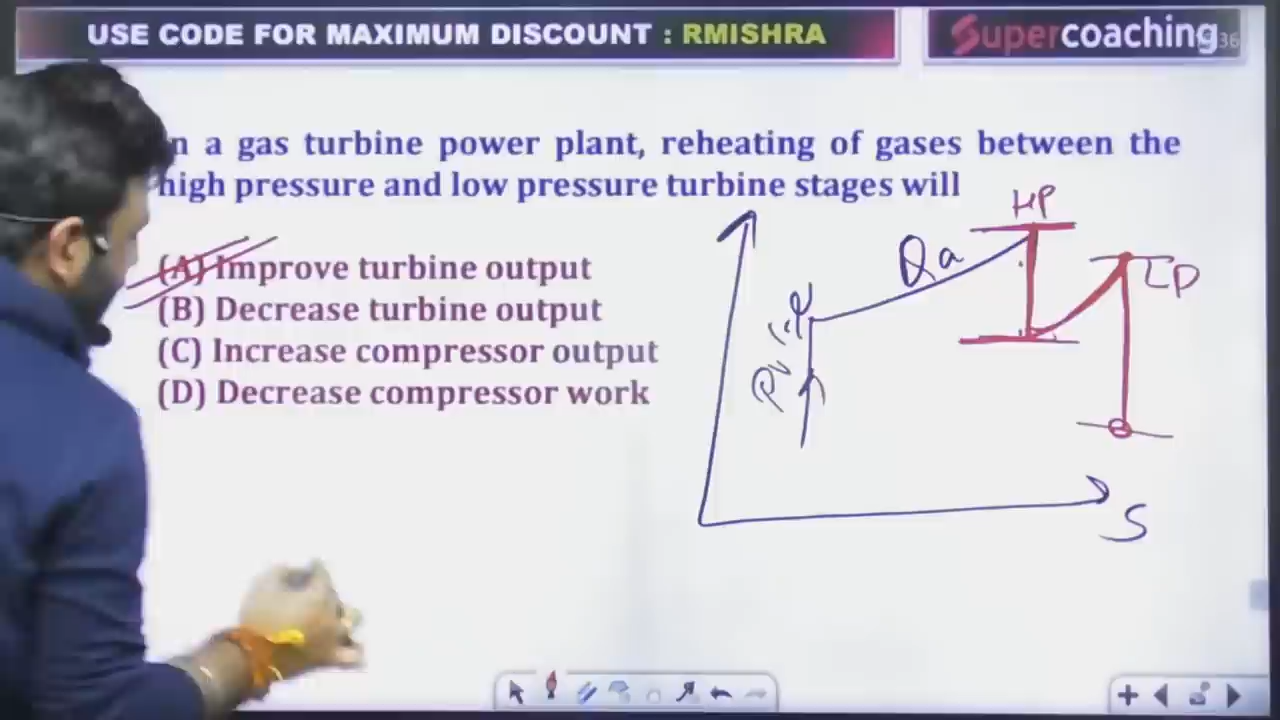 USE CODE FOR MAXIMUM DISCOUNT : RMISHRA
Supercoaching
36
n a gas turbine power plant, reheating of gases between the
high pressure and low pressure turbine stages will
(A) Improve turbine output
(B) Decrease turbine output
(C) Increase compressor output
(D) Decrease compressor work
HP
Qa
LP
S